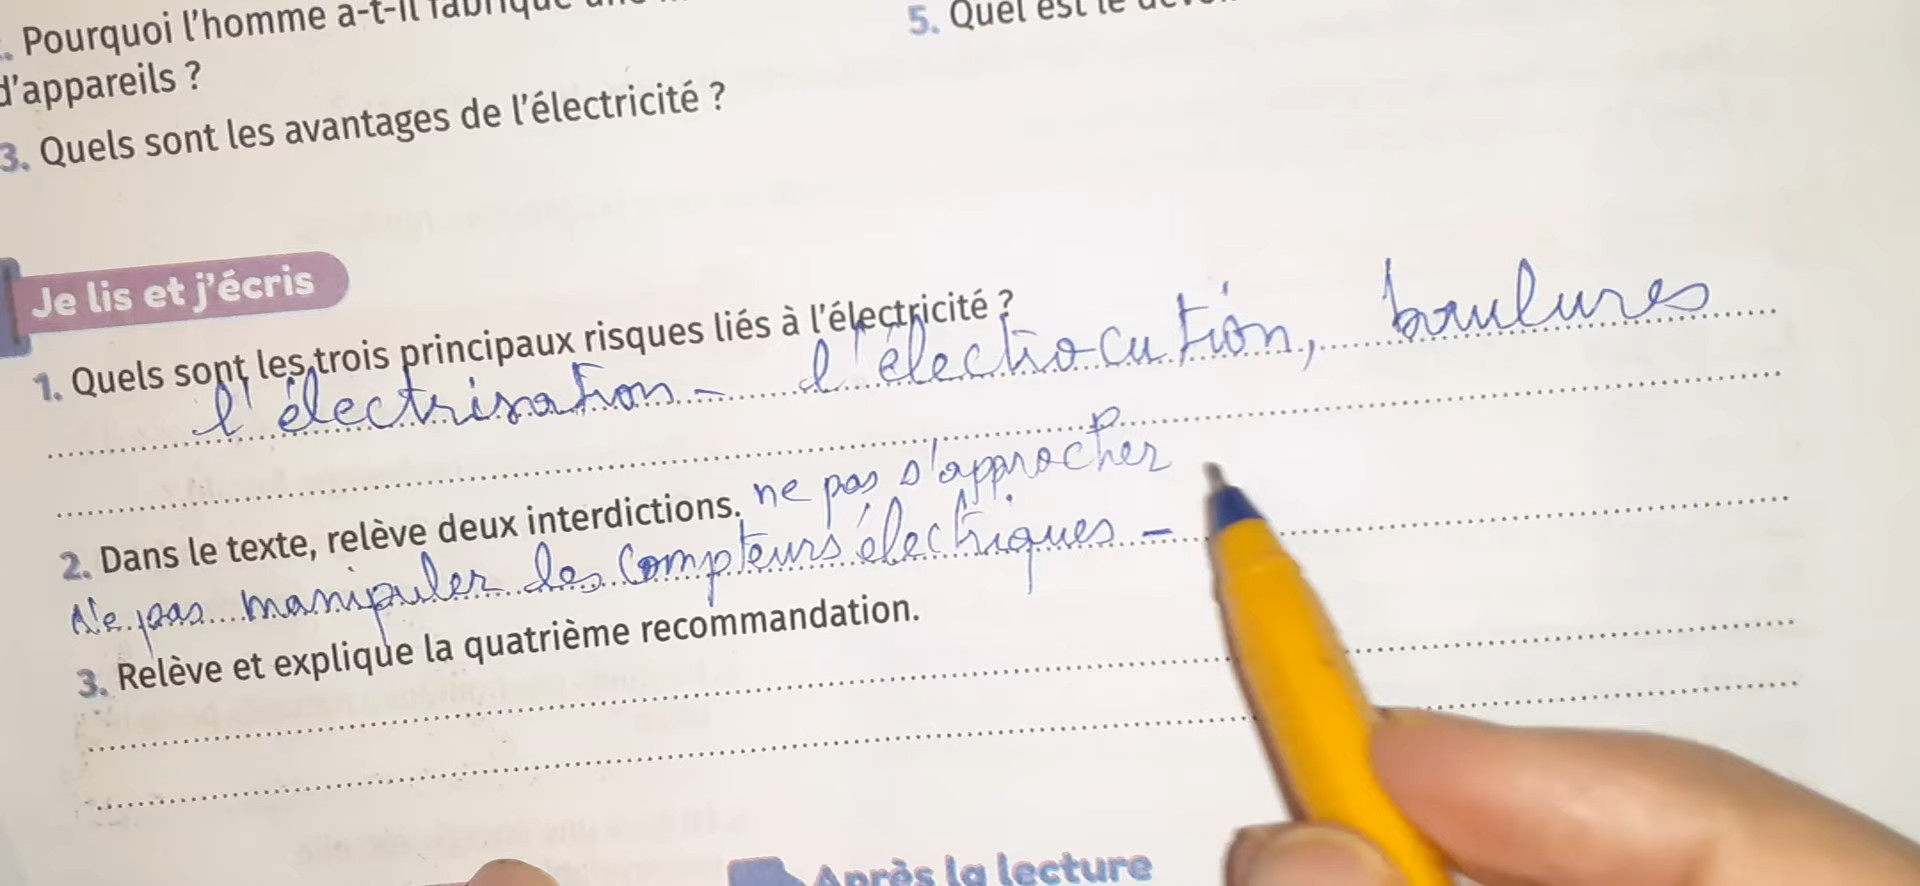 Pourquoi l'homme a-t-il fabriqué
5. Quel est le
d'appareils ?
3. Quels sont les avantages de l'électricité ?
Je lis et j'écris
1. Quels sont les trois principaux risques liés à l'électricité ?
l'électrisation - l'électrocution, brulures
2. Dans le texte, relève deux interdictions. ne pas s'approcher
Ne pas manipuler les compteurs électriques -
3. Relève et explique la quatrième recommandation.
Après la lecture